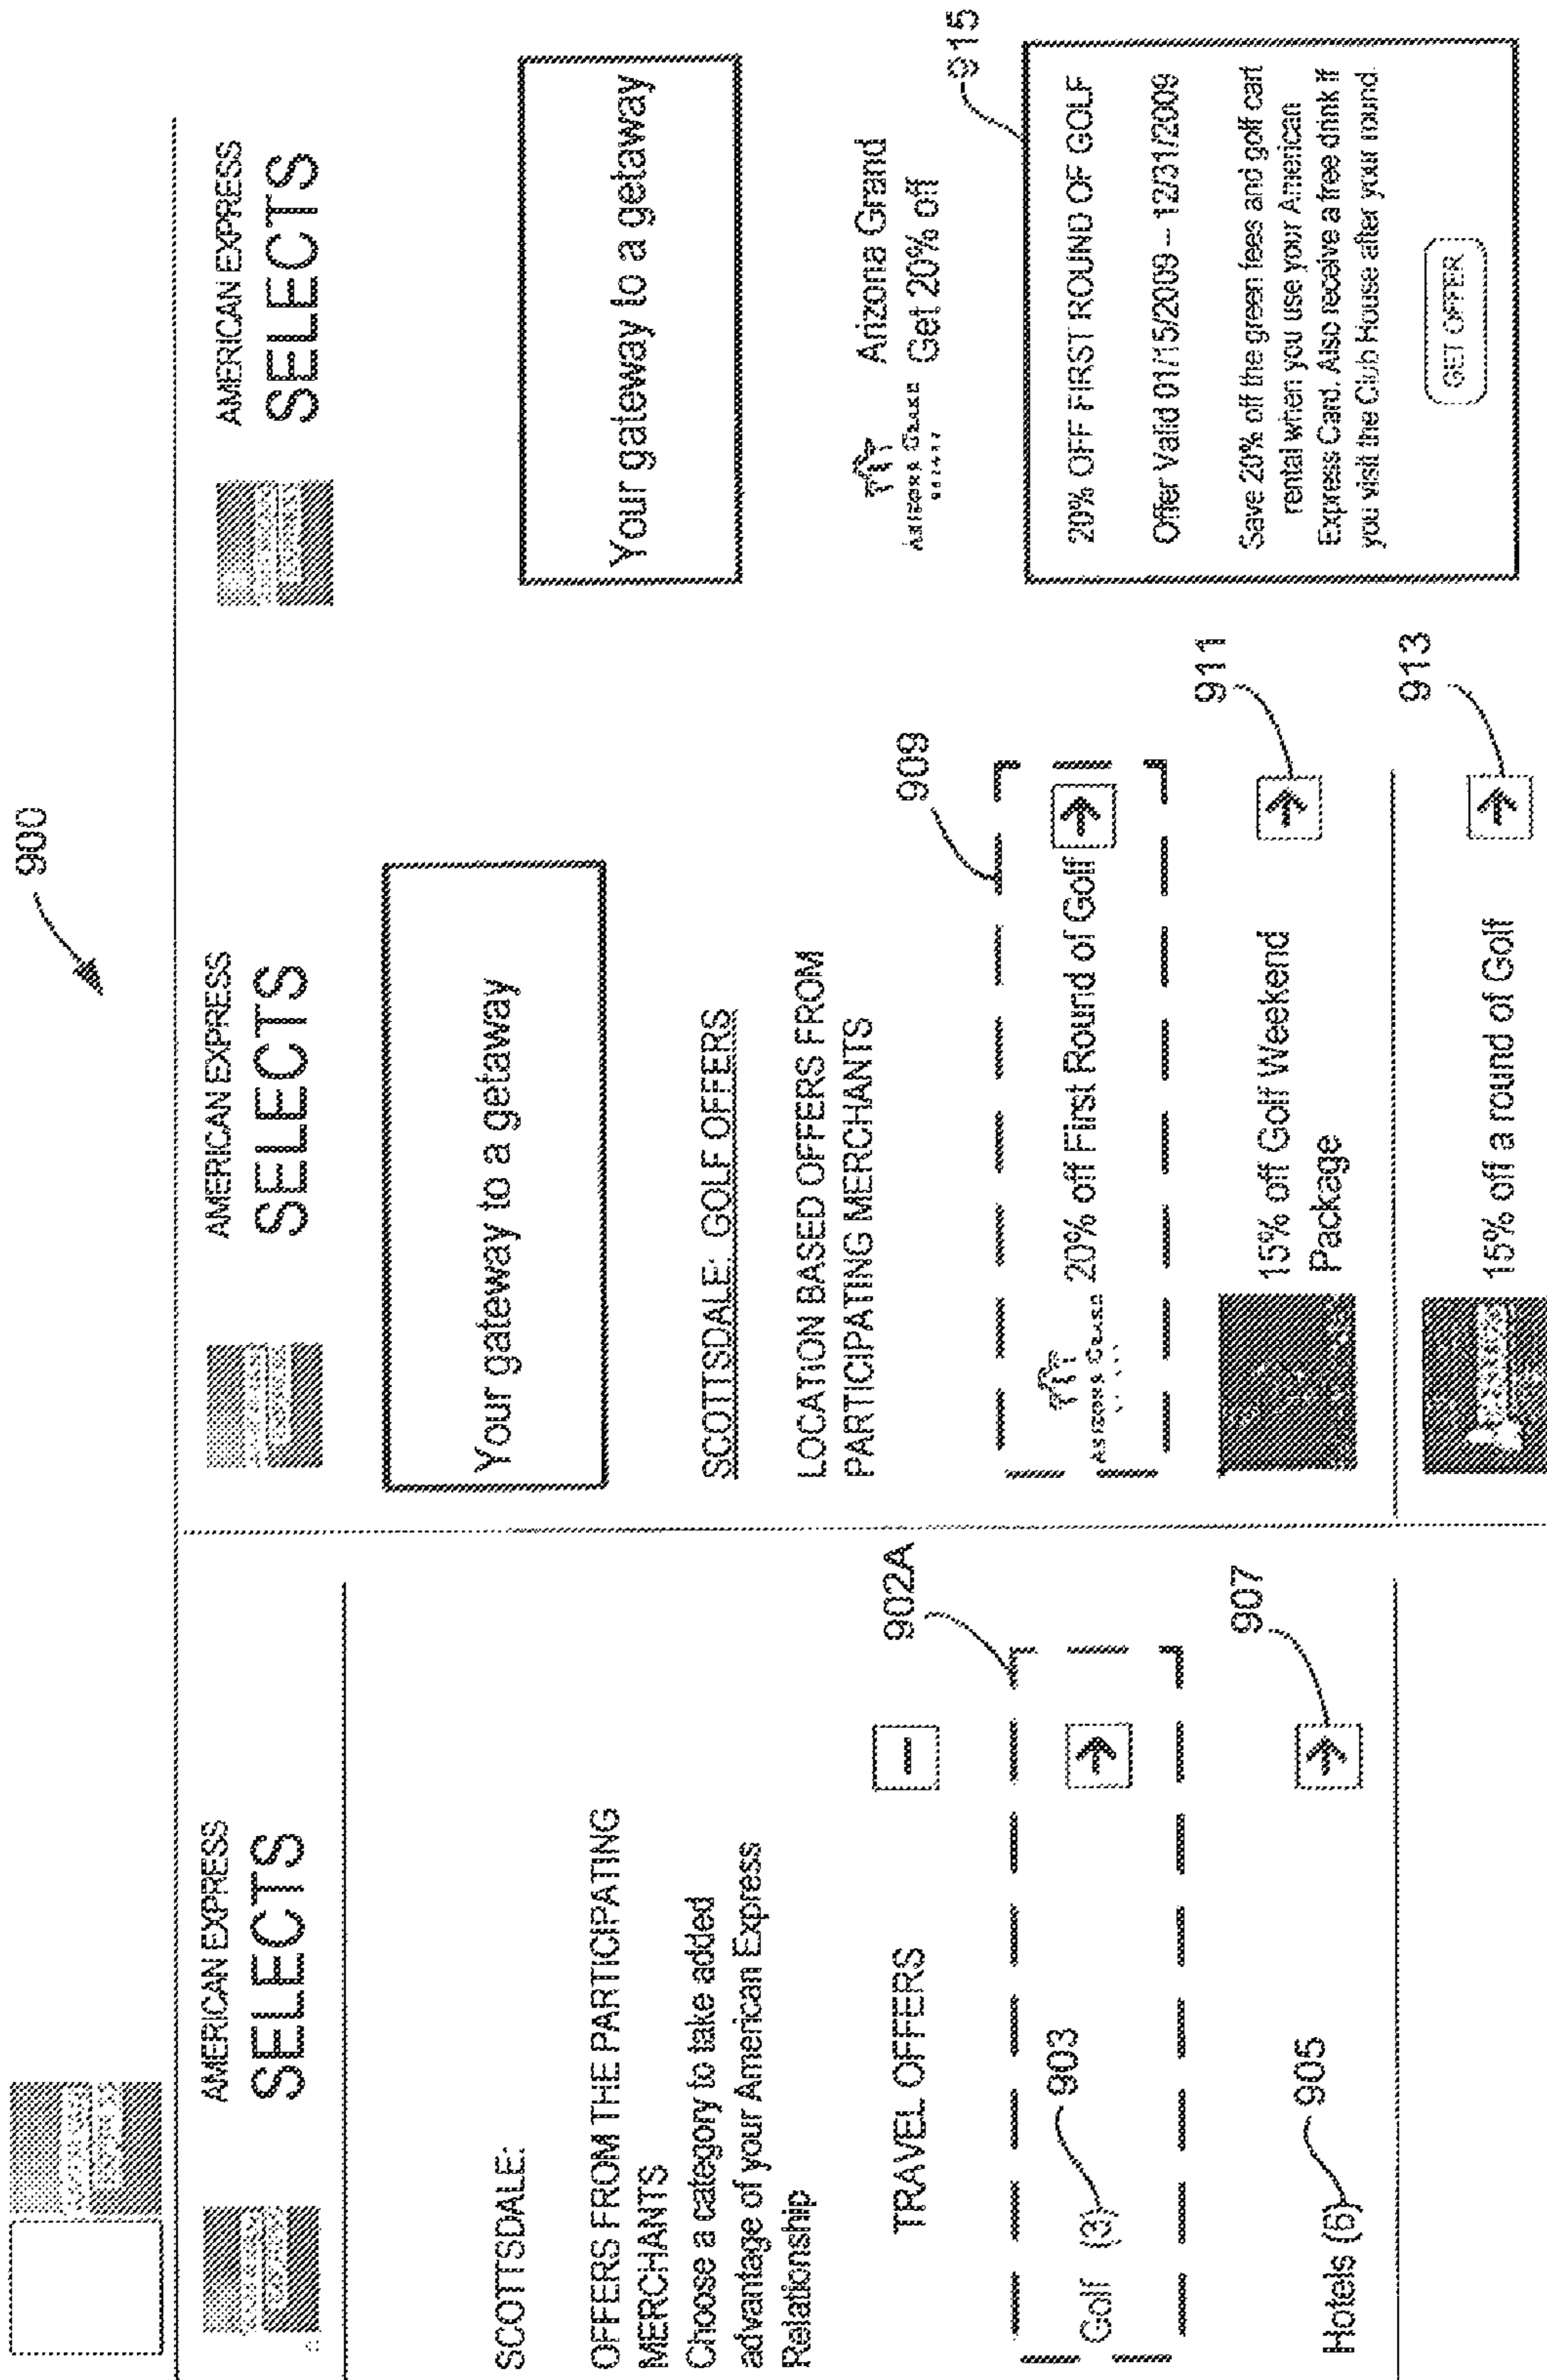 900
AMERICAN EXPRESS
SELECTS
SCOTTSDALE:
OFFERS FROM THE PARTICIPATING
MERCHANTS
Choose a category to take added
advantage of your American Express
Relationship
TRAVEL OFFERS
902A
Golf (3)
903
Hotels (6)
905
907
AMERICAN EXPRESS
SELECTS
Your gateway to a getaway
SCOTTSDALE: GOLF OFFERS
LOCATION BASED OFFERS FROM
PARTICIPATING MERCHANTS
909
20% off First Round of Golf
911
15% off Golf Weekend
Package
913
15% off a round of Golf
AMERICAN EXPRESS
SELECTS
Your gateway to a getaway
ARIZONA GRAND
Arizona Grand
Get 20% off
915
20% OFF FIRST ROUND OF GOLF
Offer Valid 01/15/2009 – 12/31/2009
Save 20% off the green fees and golf cart
rental when you use your American
Express Card. Also receive a free drink if
you visit the Club House after your round.
GET OFFER